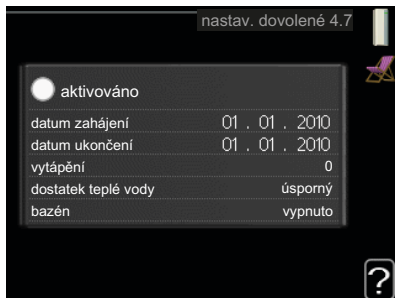 nastav. dovolené 4.7
aktivováno
datum zahájení 01 . 01 . 2010
datum ukončení 01 . 01 . 2010
vytápění 0
dostatek teplé vody úsporný
bazén vypnuto
?